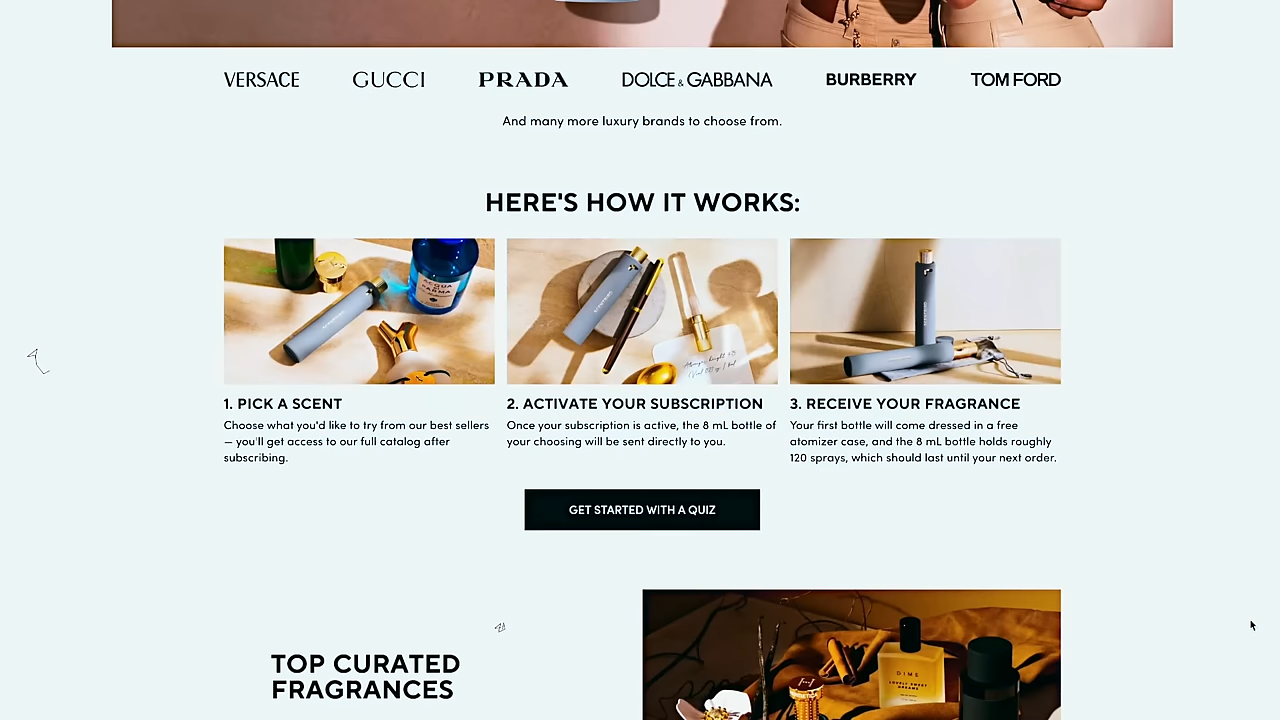 VERSACE GUCCI PRADA DOLCE & GABBANA BURBERRY TOM FORD
And many more luxury brands to choose from.
HERE'S HOW IT WORKS:
ACQUA
PARMA
1. PICK A SCENT
Choose what you'd like to try from our best sellers
— you'll get access to our full catalog after
subscribing.
2. ACTIVATE YOUR SUBSCRIPTION
Once your subscription is active, the 8 mL bottle of
your choosing will be sent directly to you.
3. RECEIVE YOUR FRAGRANCE
Your first bottle will come dressed in a free
atomizer case, and the 8 mL bottle holds roughly
120 sprays, which should last until your next order.
GET STARTED WITH A QUIZ
TOP CURATED
FRAGRANCES
DIME
LOVELY SWEET
DREAMS